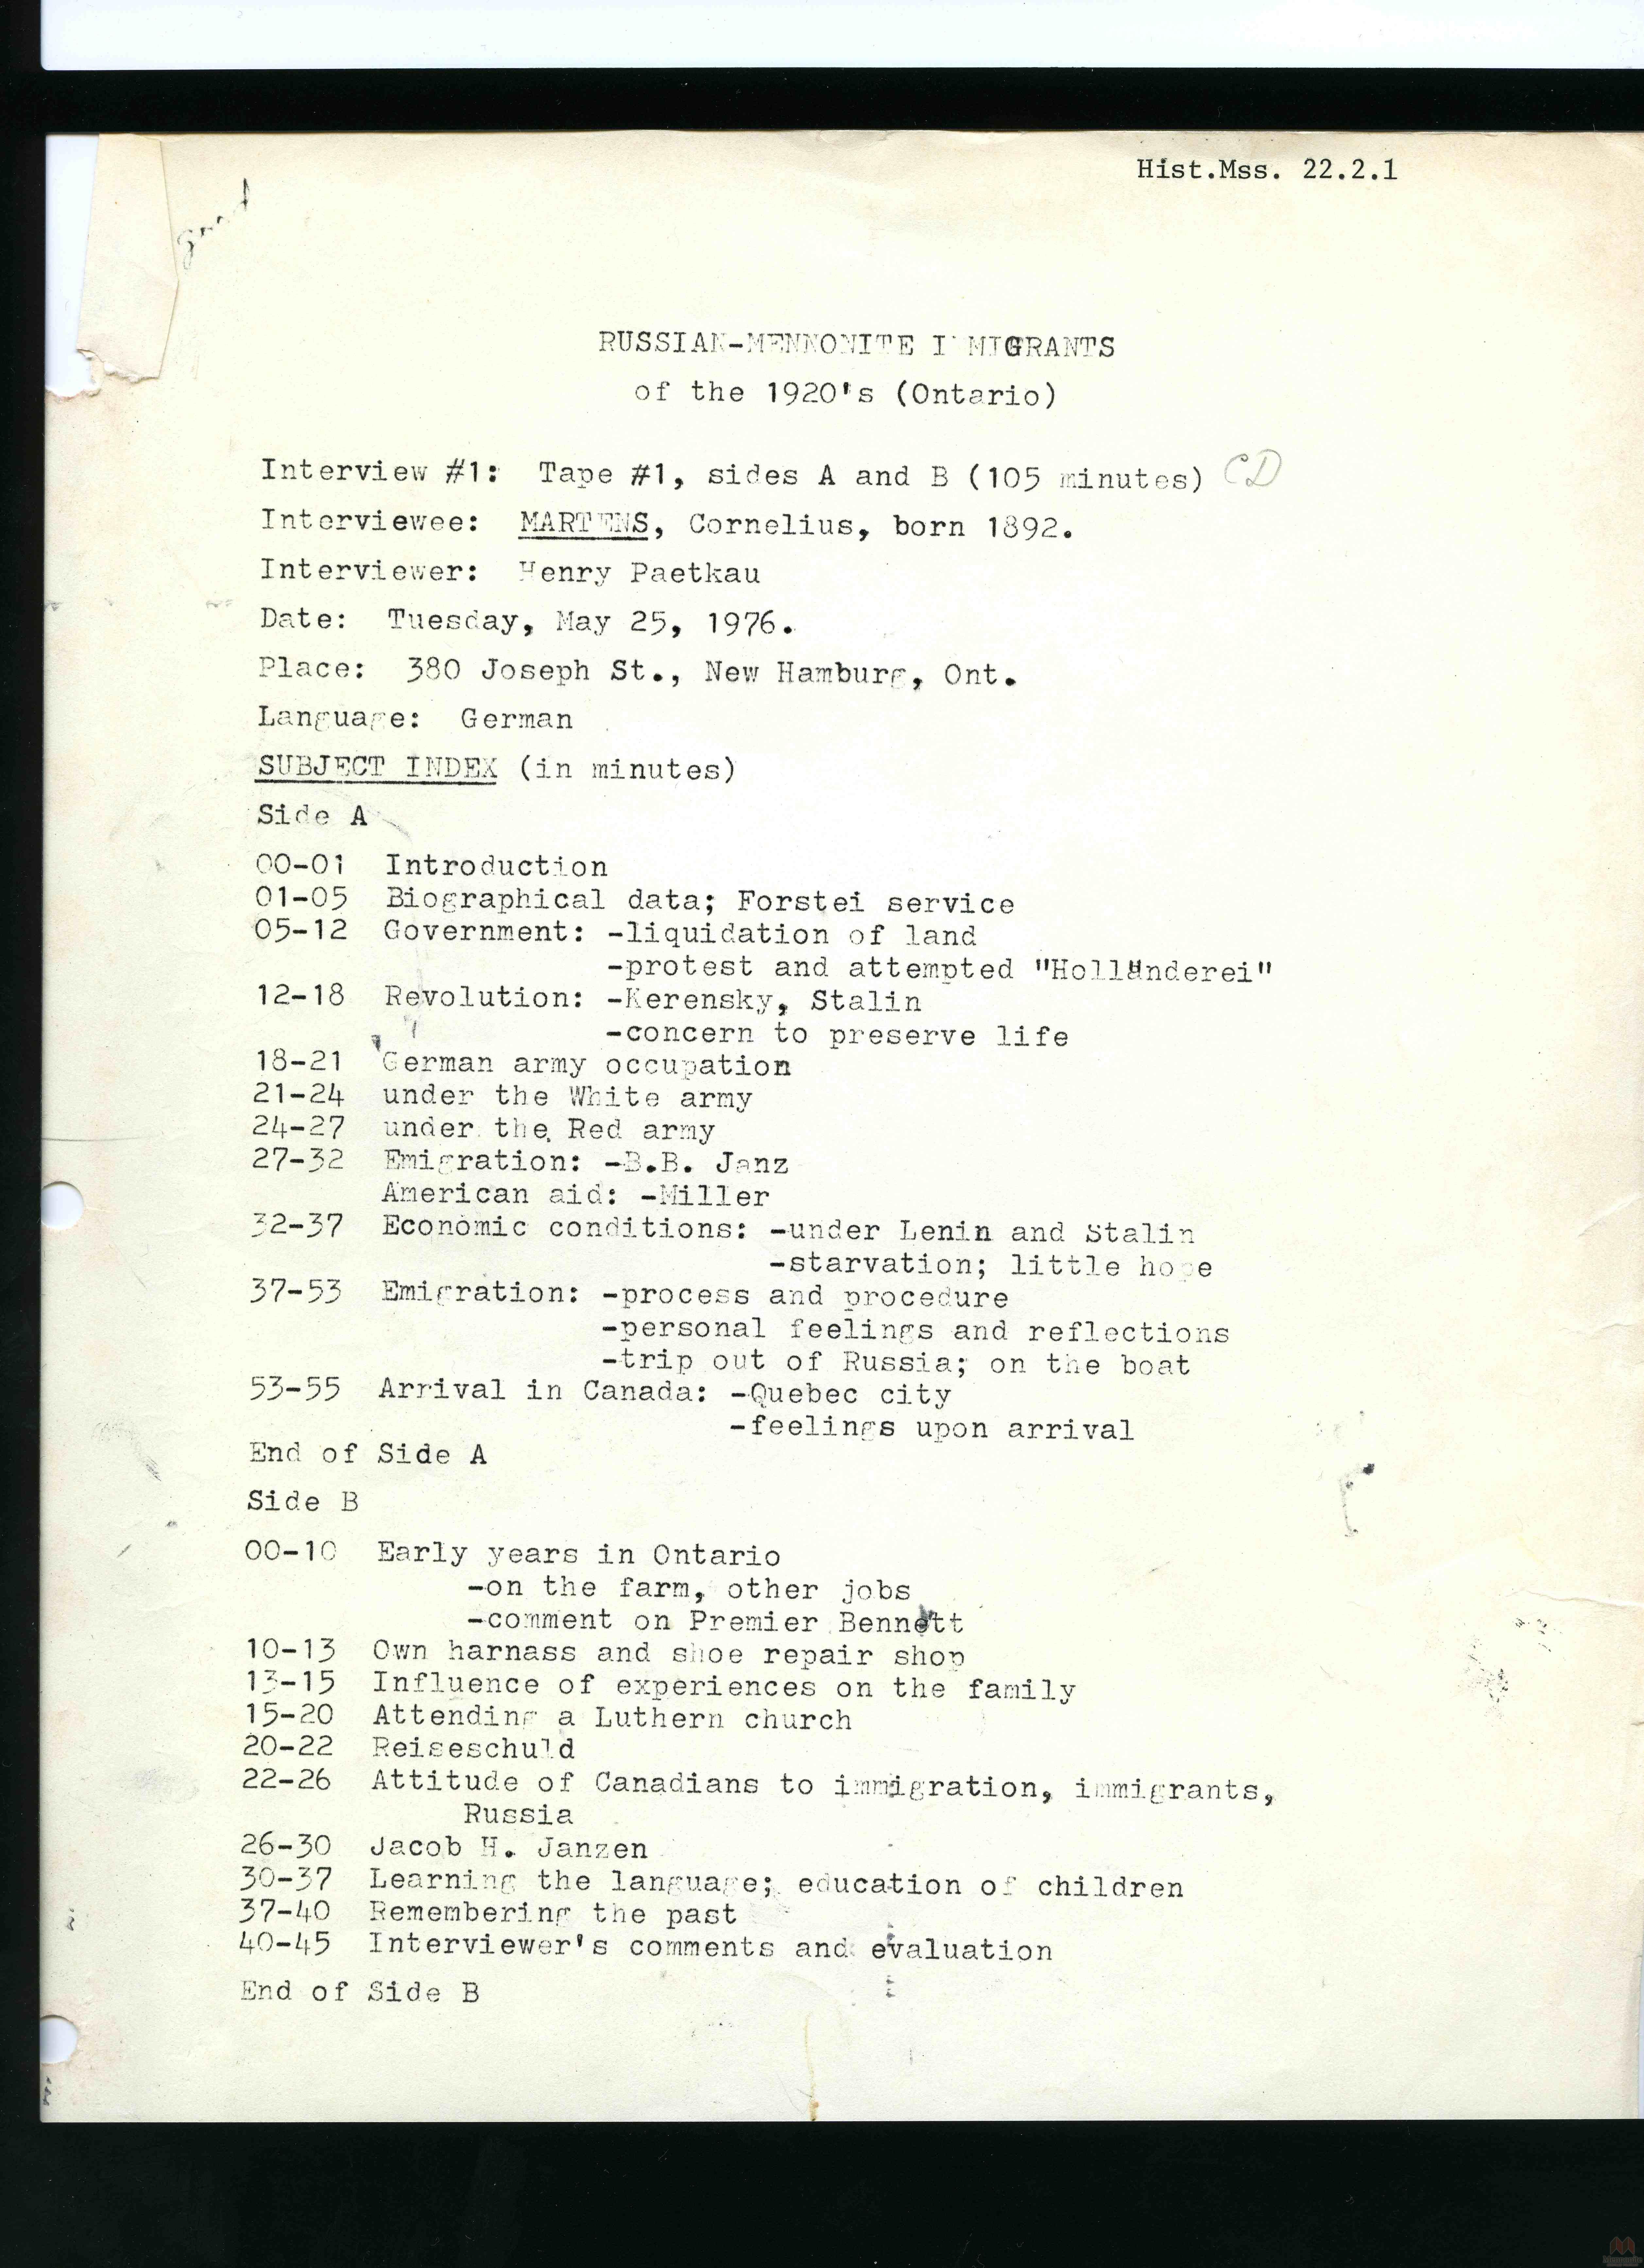 Hist.Mss. 22.2.1
RUSSIAN-MENNONITE IMMIGRANTS
of the 1920's (Ontario)
Interview #1: Tape #1, sides A and B (105 minutes) CD
Interviewee: MARTENS, Cornelius, born 1892.
Interviewer: Henry Paetkau
Date: Tuesday, May 25, 1976.
Place: 380 Joseph St., New Hamburg, Ont.
Language: German
SUBJECT INDEX (in minutes)
Side A
00-01 Introduction
01-05 Biographical data; Forstei service
05-12 Government: -liquidation of land
-protest and attempted "Holländerei"
12-18 Revolution: -Kerensky, Stalin
-concern to preserve life
18-21 German army occupation
21-24 under the White army
24-27 under the Red army
27-32 Emigration: -B.B. Janz
American aid: -Miller
32-37 Economic conditions: -under Lenin and Stalin
-starvation; little hope
37-53 Emigration: -process and procedure
-personal feelings and reflections
-trip out of Russia; on the boat
53-55 Arrival in Canada: -Quebec city
-feelings upon arrival
End of Side A
Side B
00-10 Early years in Ontario
-on the farm, other jobs
-comment on Premier Bennett
10-13 Own harnass and shoe repair shop
13-15 Influence of experiences on the family
15-20 Attending a Luthern church
20-22 Reiseschuld
22-26 Attitude of Canadians to immigration, immigrants,
Russia
26-30 Jacob H. Janzen
30-37 Learning the language; education of children
37-40 Remembering the past
40-45 Interviewer's comments and evaluation
End of Side B